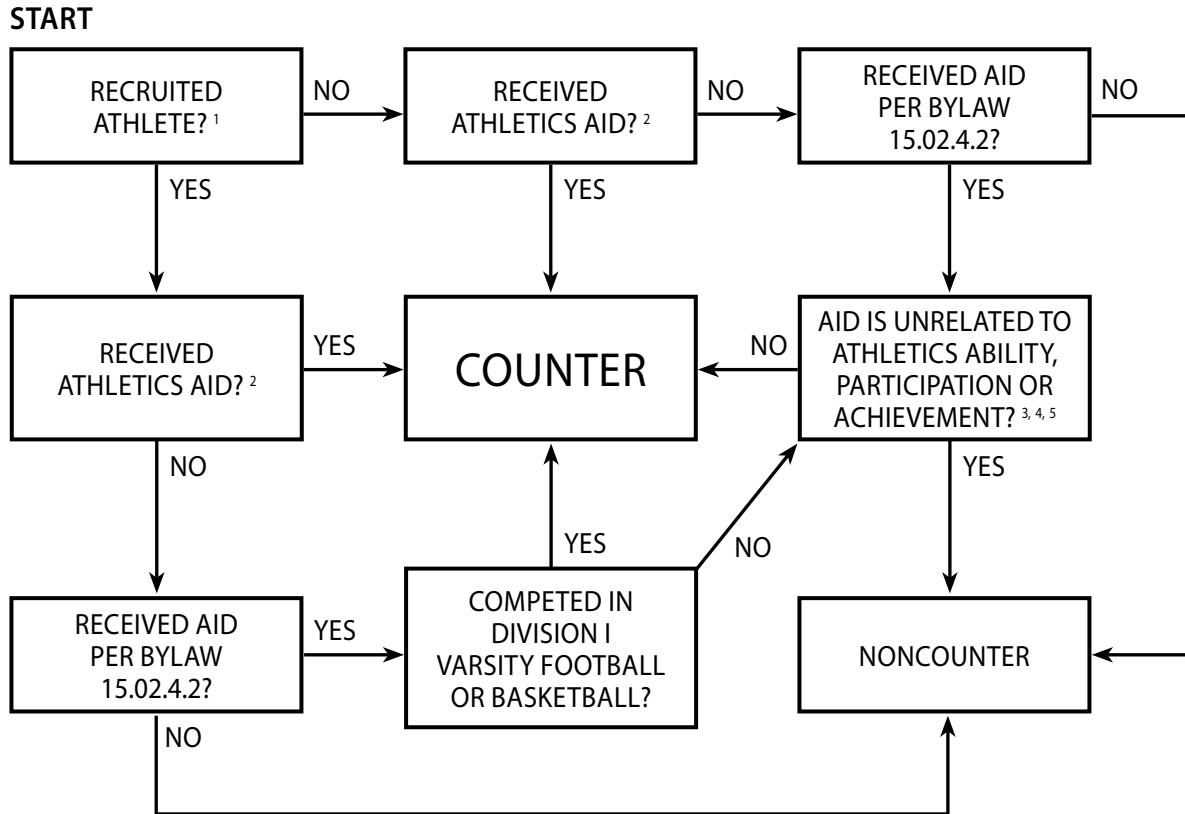 START
RECRUITED
ATHLETE? 1
NO
RECEIVED
ATHLETICS AID? 2
NO
RECEIVED AID
PER BYLAW
15.02.4.2?
NO
YES
YES
YES
RECEIVED
ATHLETICS AID? 2
YES
COUNTER
NO
AID IS UNRELATED TO
ATHLETICS ABILITY,
PARTICIPATION OR
ACHIEVEMENT? 3, 4, 5
NO
YES
NO
YES
RECEIVED AID
PER BYLAW
15.02.4.2?
YES
COMPETED IN
DIVISION I
VARSITY FOOTBALL
OR BASKETBALL?
NONCOUNTER
NO